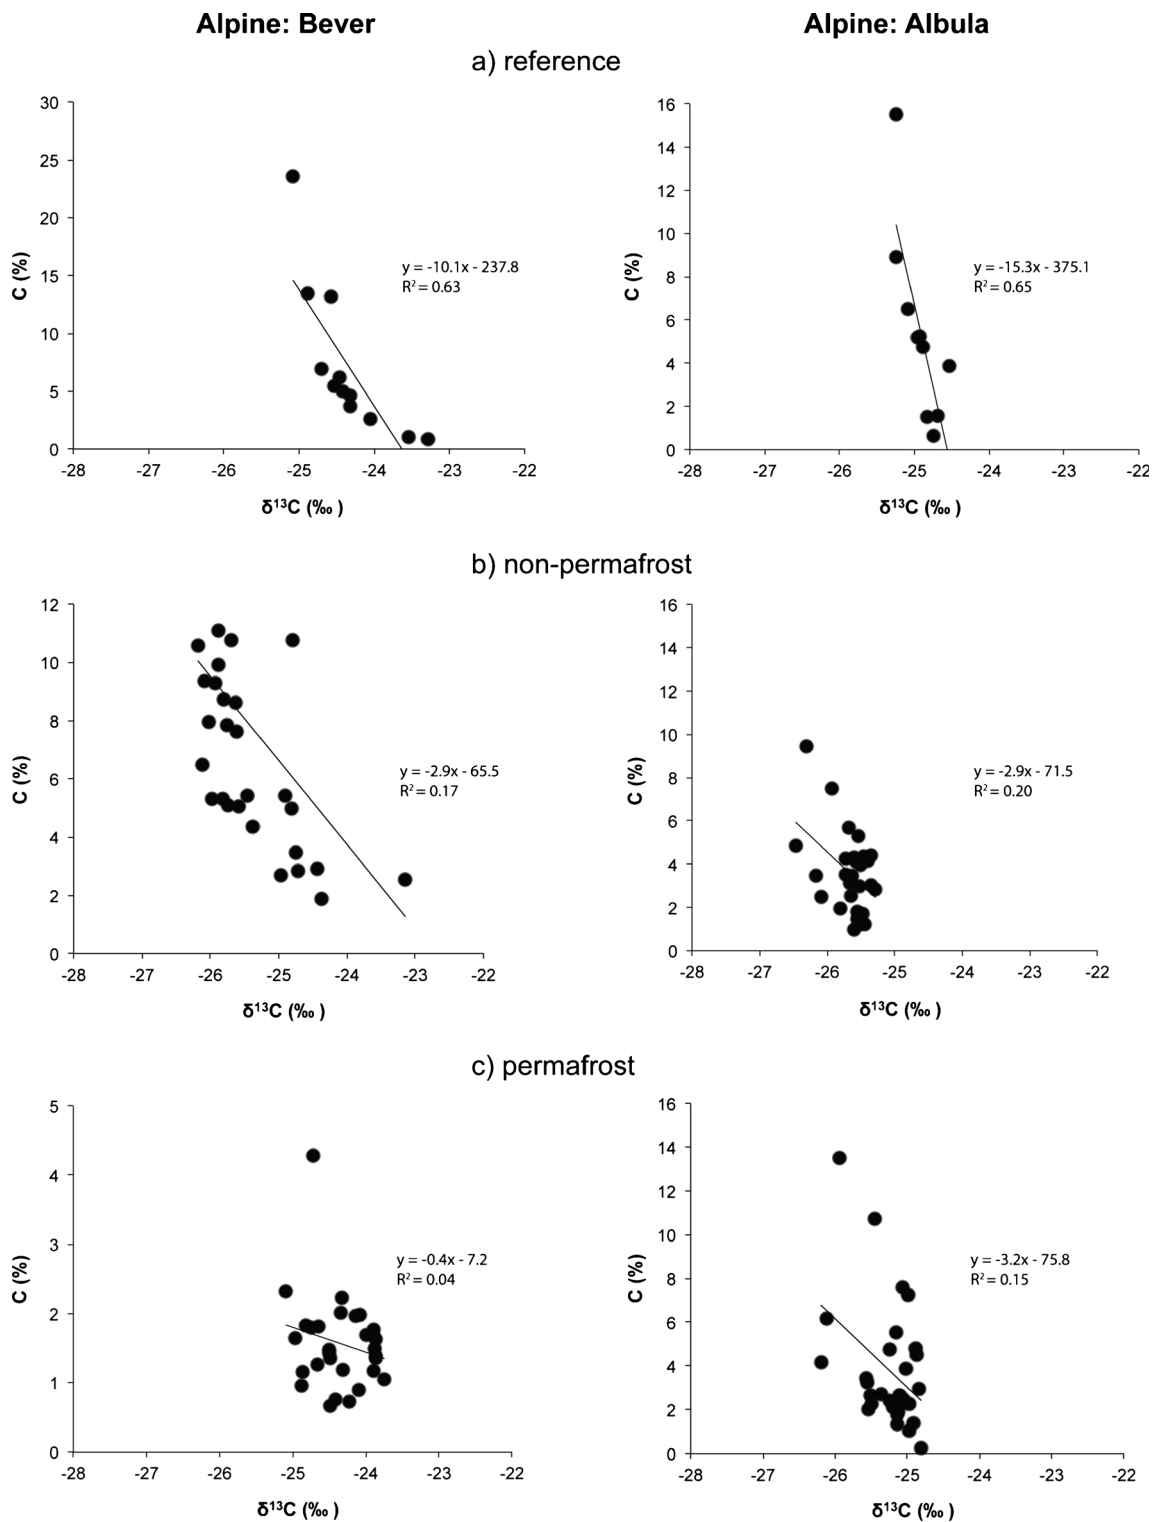 Alpine: Bever
Alpine: Albula
a) reference
30
25
20
15
10
5
0
C (%)
y = -10.1x - 237.8
R² = 0.63
-28 -27 -26 -25 -24 -23 -22
δ¹³C (‰ )
16
14
12
10
8
6
4
2
0
C (%)
y = -15.3x - 375.1
R² = 0.65
-28 -27 -26 -25 -24 -23 -22
δ¹³C (‰ )
b) non-permafrost
12
10
8
6
4
2
0
C (%)
y = -2.9x - 65.5
R² = 0.17
-28 -27 -26 -25 -24 -23 -22
δ¹³C (‰ )
16
14
12
10
8
6
4
2
0
C (%)
y = -2.9x - 71.5
R² = 0.20
-28 -27 -26 -25 -24 -23 -22
δ¹³C (‰ )
c) permafrost
5
4
3
2
1
0
C (%)
y = -0.4x - 7.2
R² = 0.04
-28 -27 -26 -25 -24 -23 -22
δ¹³C (‰ )
16
14
12
10
8
6
4
2
0
C (%)
y = -3.2x - 75.8
R² = 0.15
-28 -27 -26 -25 -24 -23 -22
δ¹³C (‰ )